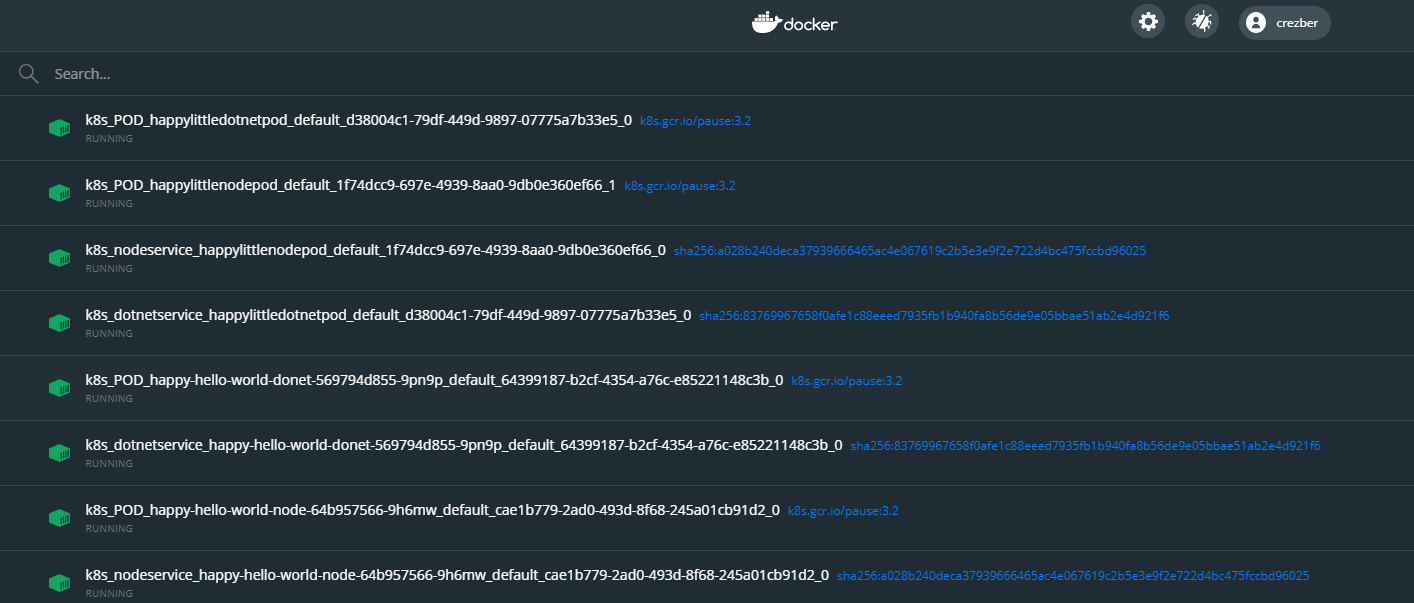 docker
crezber
Search...
k8s_POD_happylittledotnetpod_default_d38004c1-79df-449d-9897-07775a7b33e5_0 k8s.gcr.io/pause:3.2
RUNNING
k8s_POD_happylittlenodepod_default_1f74dcc9-697e-4939-8aa0-9db0e360ef66_1 k8s.gcr.io/pause:3.2
RUNNING
k8s_nodeservice_happylittlenodepod_default_1f74dcc9-697e-4939-8aa0-9db0e360ef66_0 sha256:a028b240deca37939666465ac4e067619c2b5e3e9f2e722d4bc475fccbd96025
RUNNING
k8s_dotnetservice_happylittledotnetpod_default_d38004c1-79df-449d-9897-07775a7b33e5_0 sha256:83769967658f0afe1c88eeed7935fb1b940fa8b56de9e05bbae51ab2e4d921f6
RUNNING
k8s_POD_happy-hello-world-donet-569794d855-9pn9p_default_64399187-b2cf-4354-a76c-e85221148c3b_0 k8s.gcr.io/pause:3.2
RUNNING
k8s_dotnetservice_happy-hello-world-donet-569794d855-9pn9p_default_64399187-b2cf-4354-a76c-e85221148c3b_0 sha256:83769967658f0afe1c88eeed7935fb1b940fa8b56de9e05bbae51ab2e4d921f6
RUNNING
k8s_POD_happy-hello-world-node-64b957566-9h6mw_default_cae1b779-2ad0-493d-8f68-245a01cb91d2_0 k8s.gcr.io/pause:3.2
RUNNING
k8s_nodeservice_happy-hello-world-node-64b957566-9h6mw_default_cae1b779-2ad0-493d-8f68-245a01cb91d2_0 sha256:a028b240deca37939666465ac4e067619c2b5e3e9f2e722d4bc475fccbd96025
RUNNING